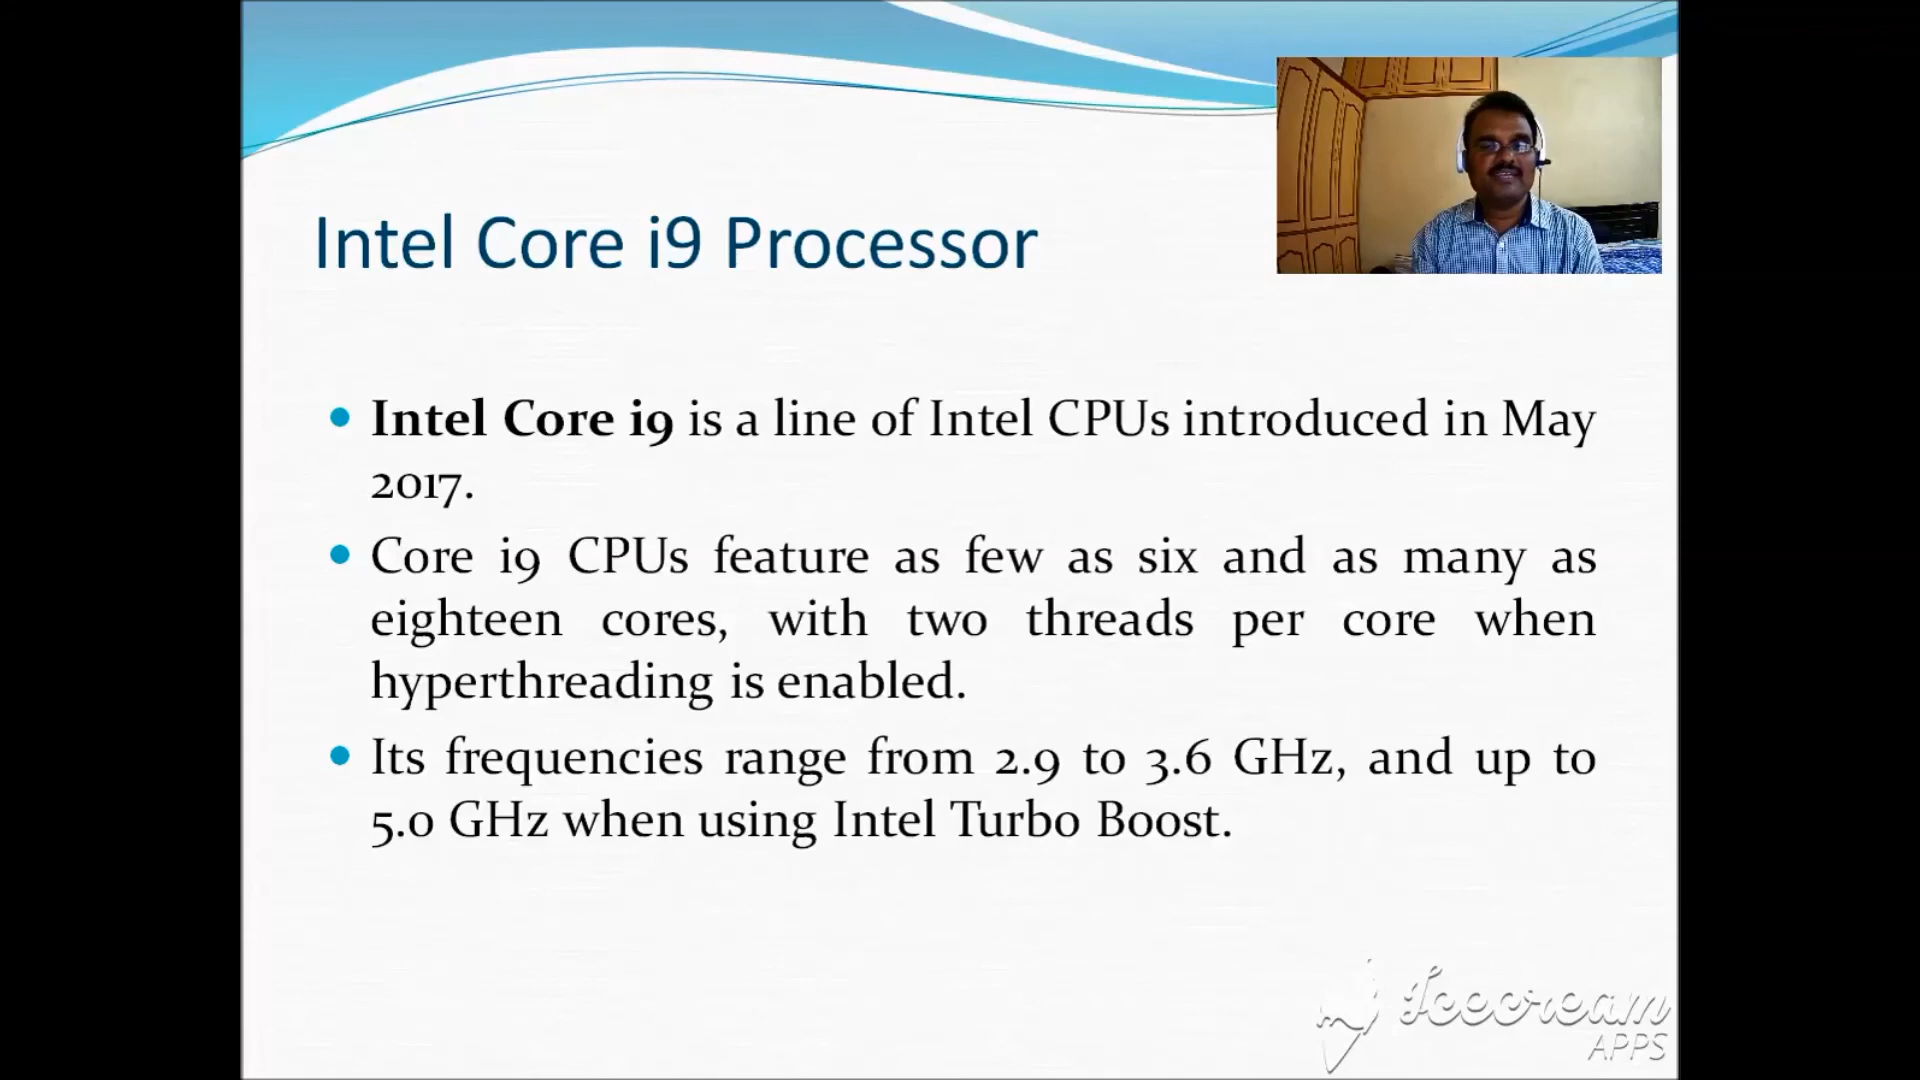 Intel Core i9 Processor
Intel Core i9 is a line of Intel CPUs introduced in May
2017.
Core i9 CPUs feature as few as six and as many as
eighteen cores, with two threads per core when
hyperthreading is enabled.
Its frequencies range from 2.9 to 3.6 GHz, and up to
5.0 GHz when using Intel Turbo Boost.
Icecream
APPS